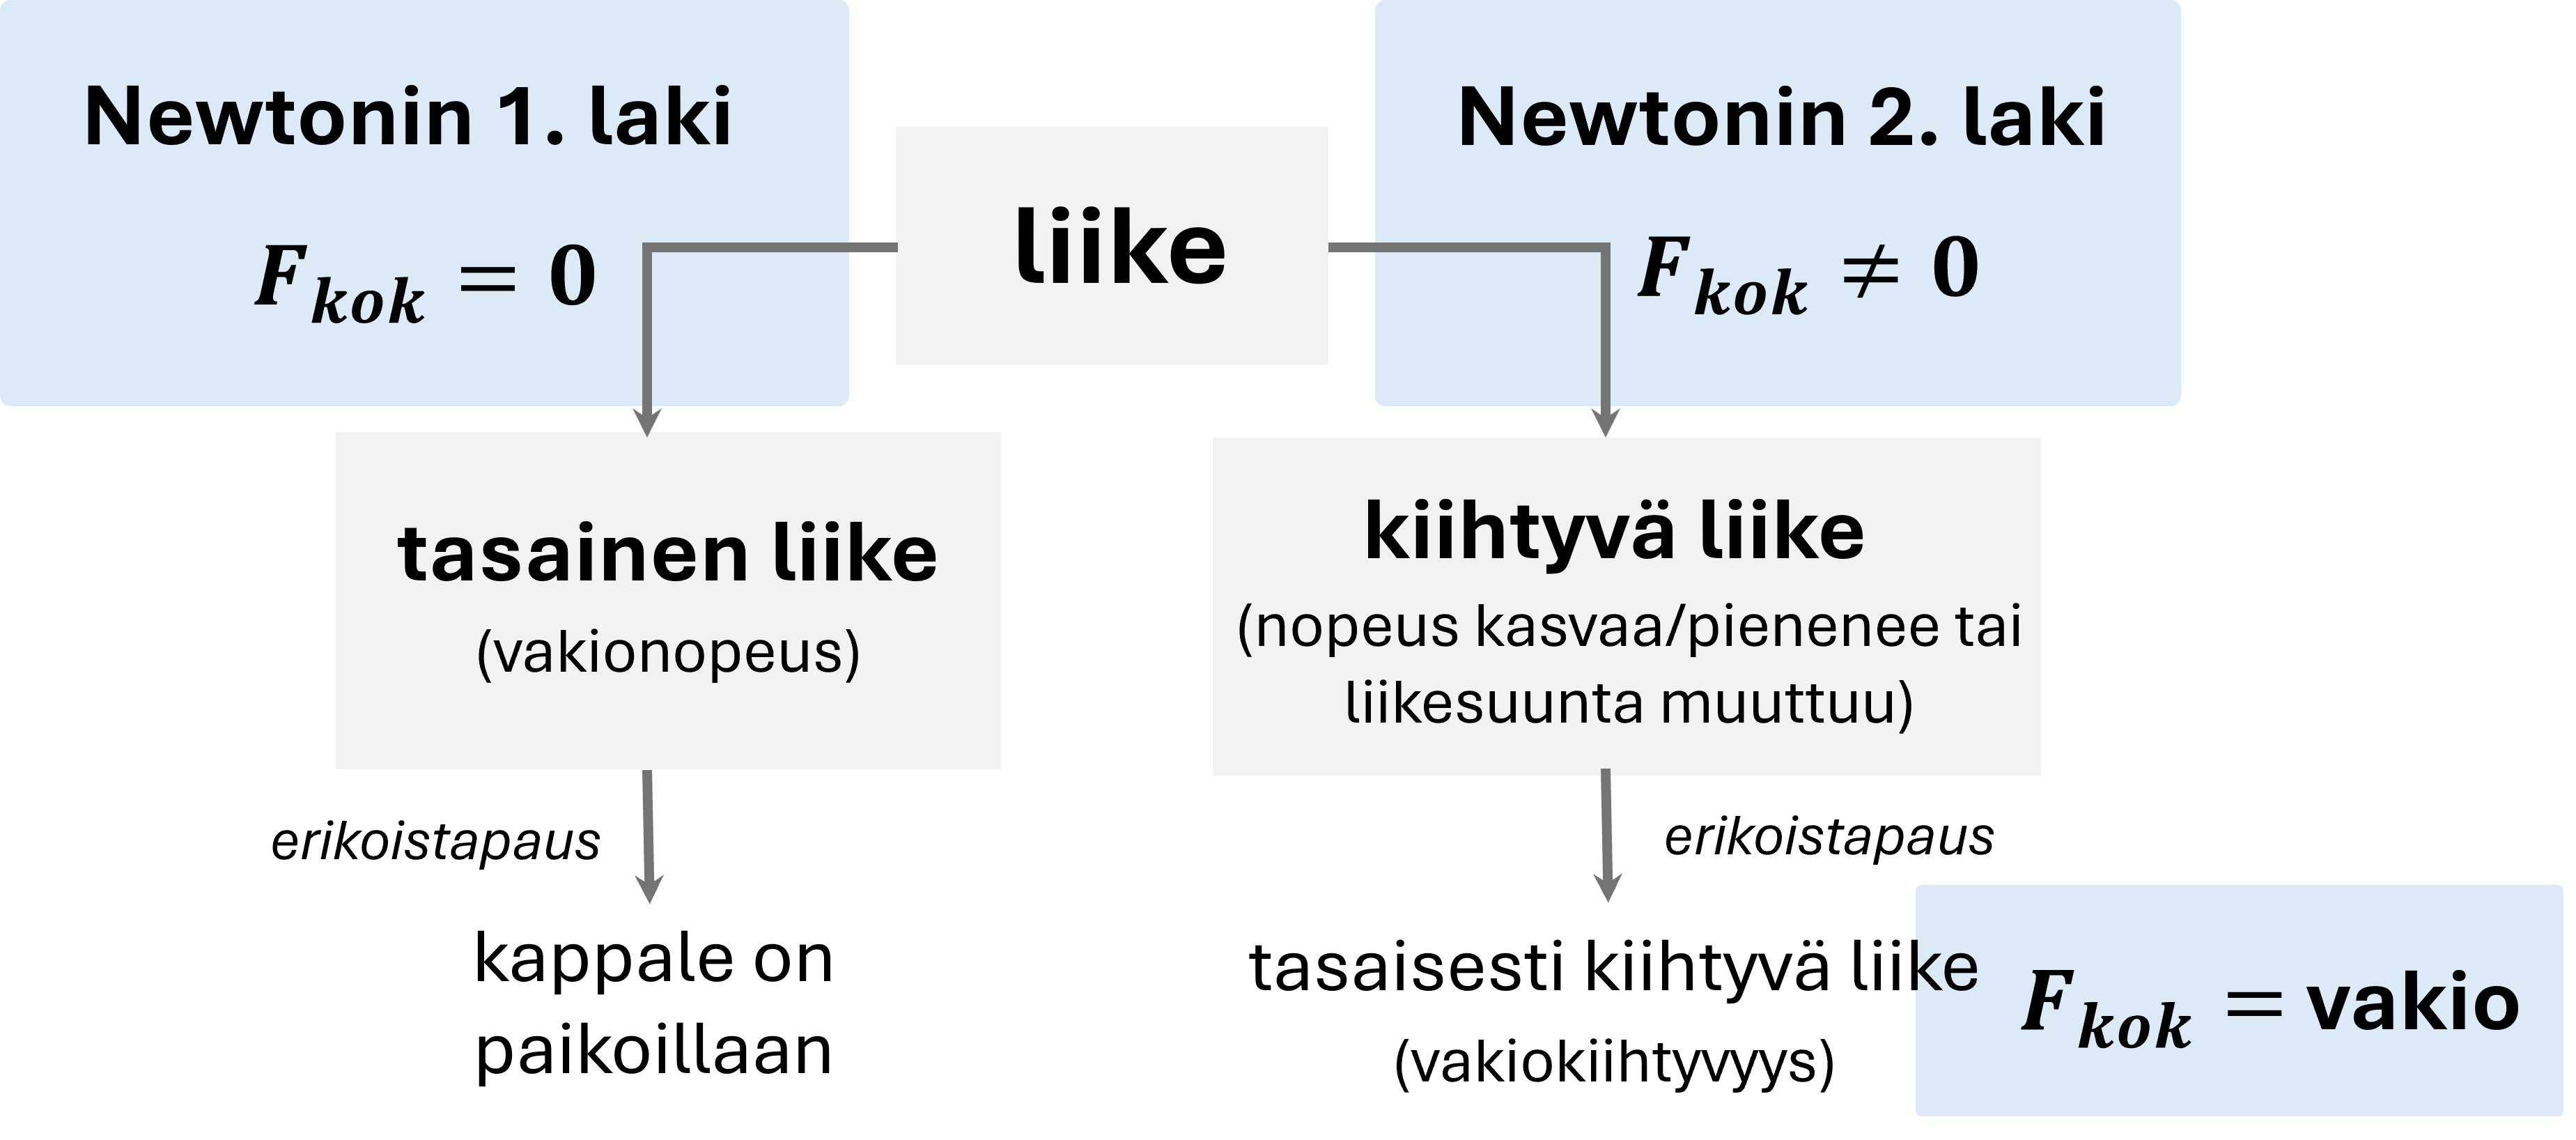 Newtonin 1. laki
F_kok = 0
liike
Newtonin 2. laki
F_kok ≠ 0
tasainen liike
(vakionopeus)
erikoistapaus
kappale on
paikoillaan
kiihtyvä liike
(nopeus kasvaa/pienenee tai
liikesuunta muuttuu)
erikoistapaus
tasaisesti kiihtyvä liike
(vakiokiihtyvyys)
F_kok = vakio